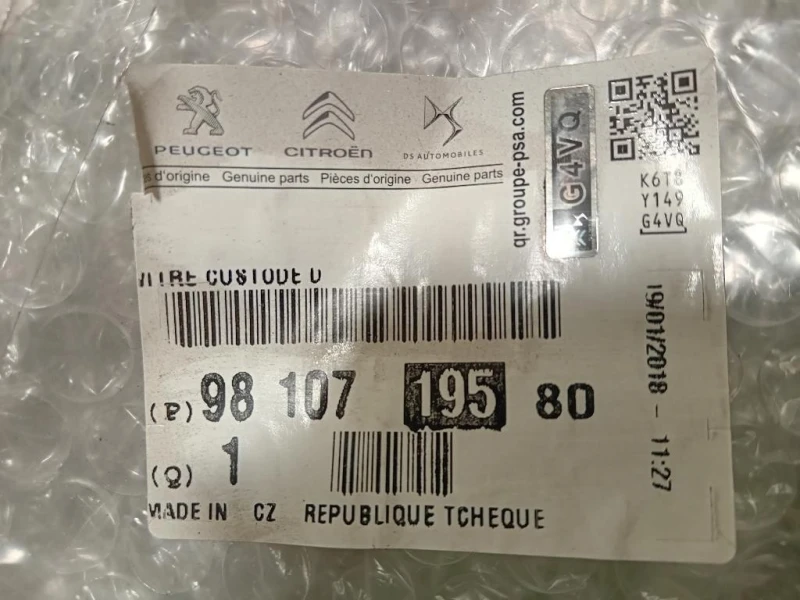 PEUGEOT CITROËN DS AUTOMOBILES
s d'origine Genuine parts Pièces d'origine Genuine parts
qr.groupe-psa.com
G4VQ
K6T8
Y149
G4VQ
VITRE CUSTODE D
19/01/2018 - 11:27
(P) 98 107 195 80
(Q) 1
MADE IN CZ REPUBLIQUE TCHEQUE